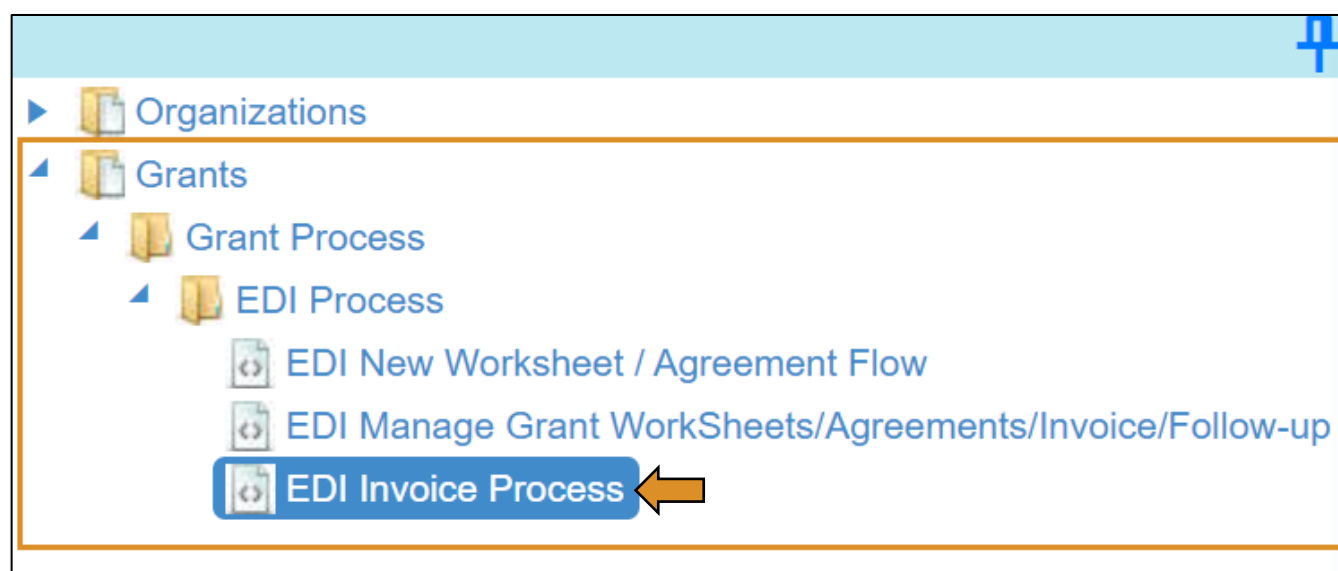 Organizations
Grants
Grant Process
EDI Process
EDI New Worksheet / Agreement Flow
EDI Manage Grant WorkSheets/Agreements/Invoice/Follow-up
EDI Invoice Process